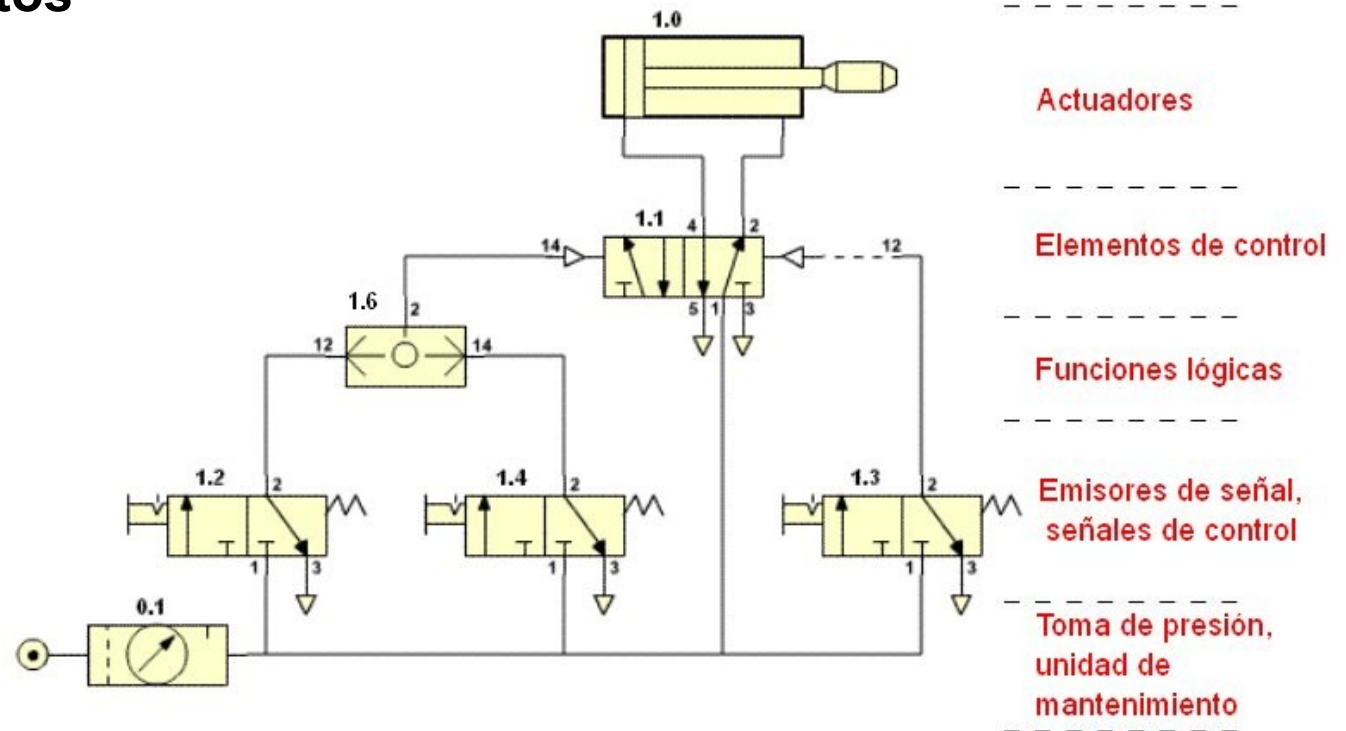 tos
1.0
Actuadores
1.1
4
2
14
12
Elementos de control
5
1
3
1.6
2
12
14
Funciones lógicas
1.2
2
1
3
1.4
2
1
3
1.3
2
1
3
Emisores de señal,
señales de control
0.1
Toma de presión,
unidad de
mantenimiento